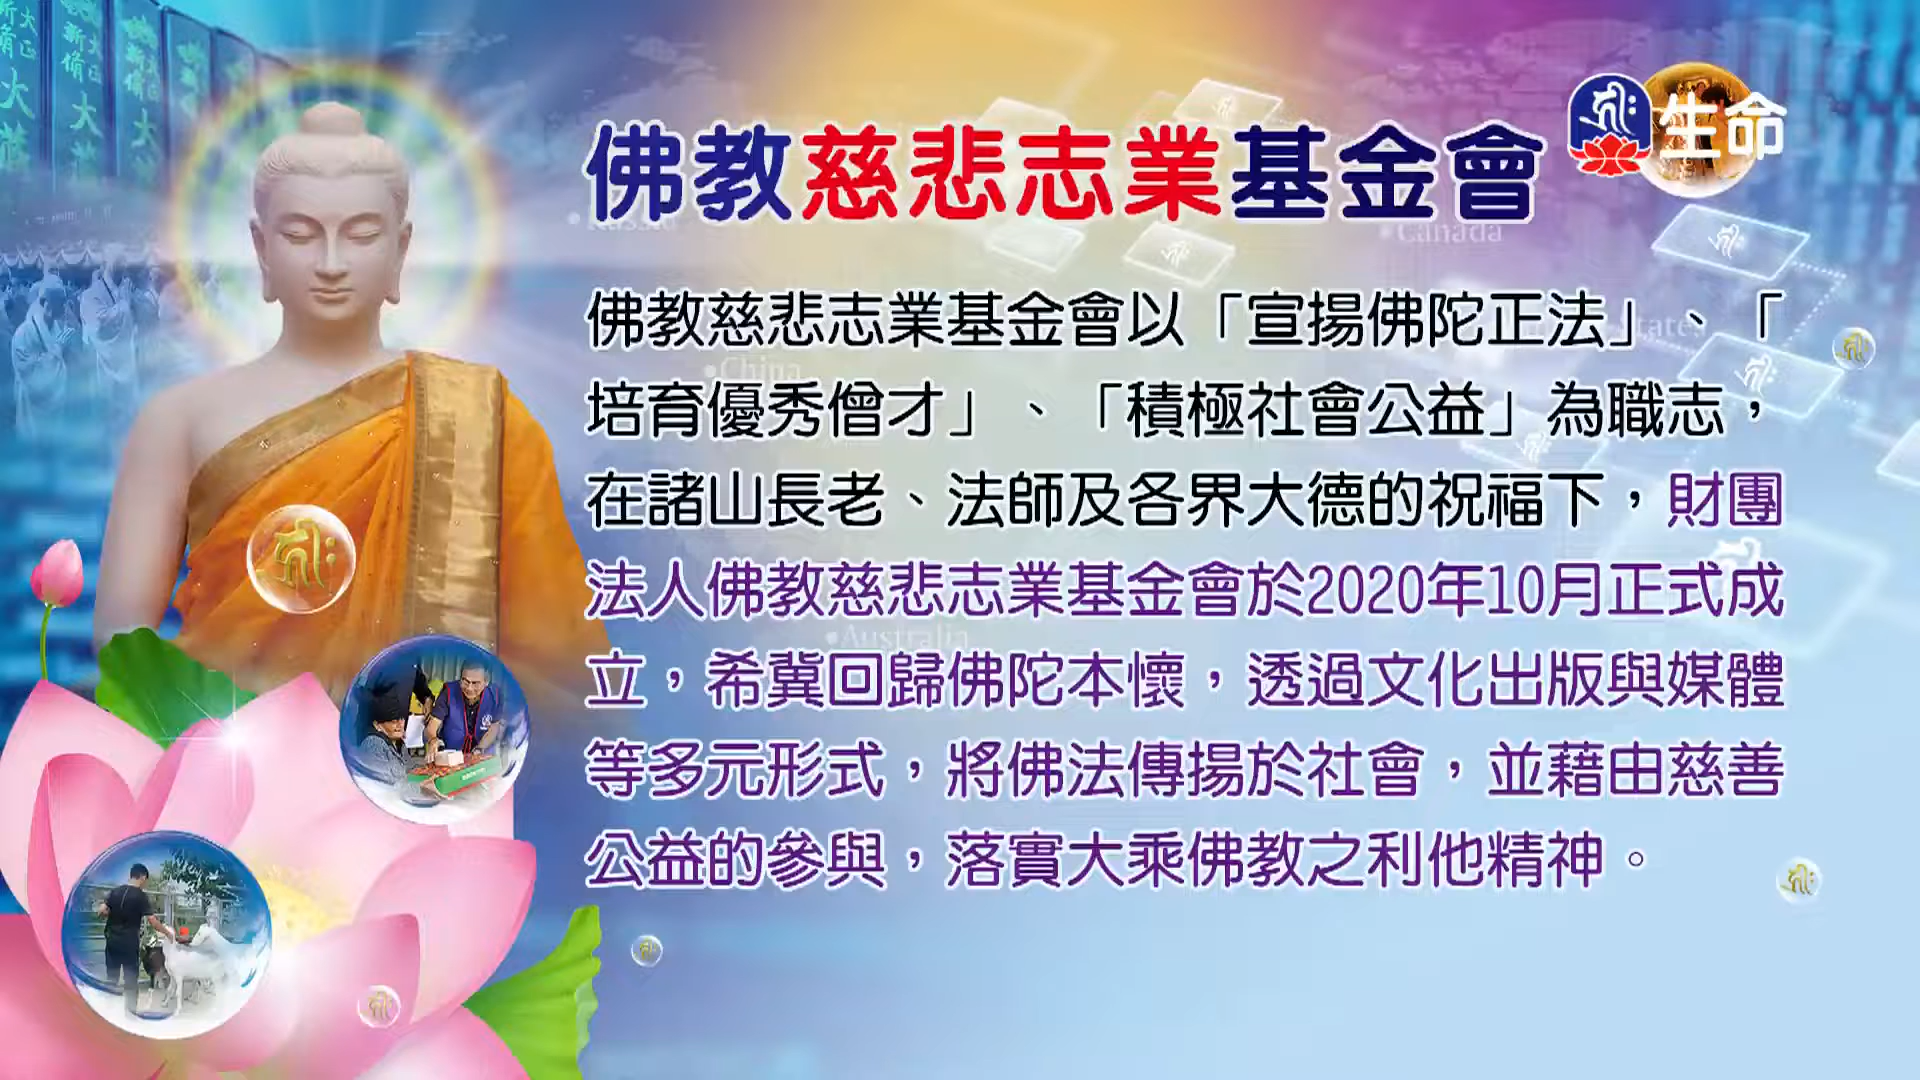 佛教慈悲志業基金會
生命
佛教慈悲志業基金會以「宣揚佛陀正法」、「
培育優秀僧才」、「積極社會公益」為職志，
在諸山長老、法師及各界大德的祝福下，財團
法人佛教慈悲志業基金會於2020年10月正式成
立，希冀回歸佛陀本懷，透過文化出版與媒體
等多元形式，將佛法傳揚於社會，並藉由慈善
公益的參與，落實大乘佛教之利他精神。
Canada
China
Australia